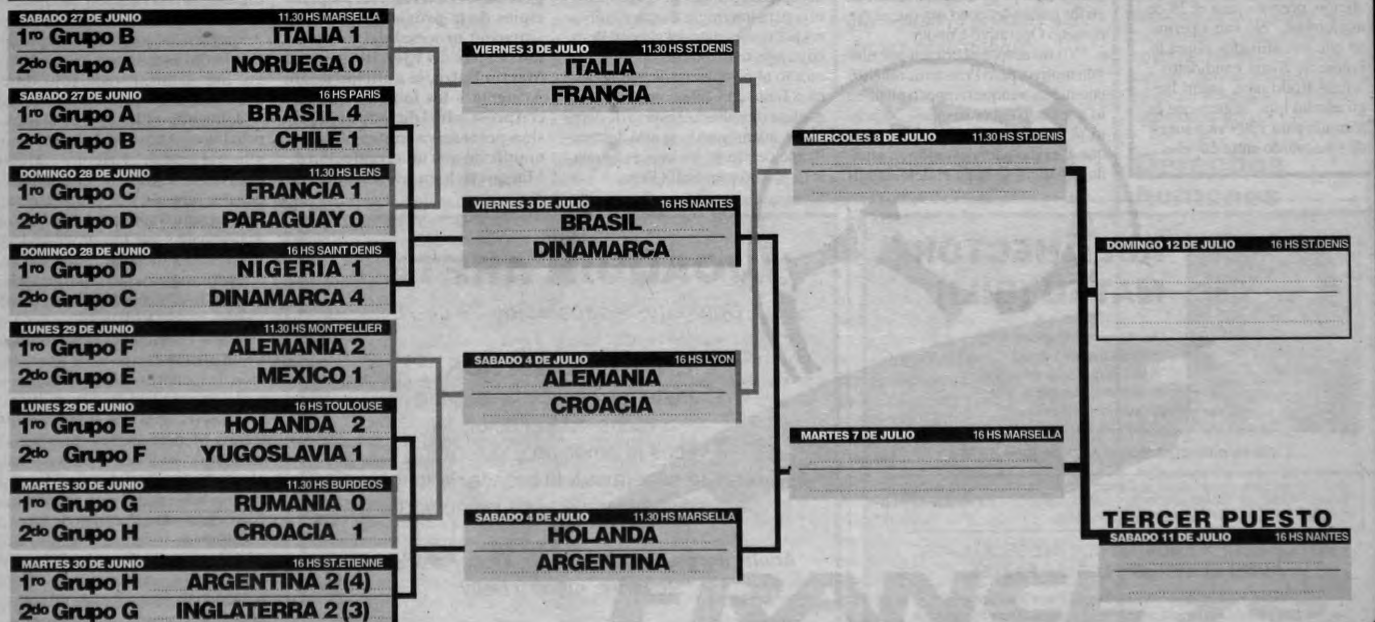 SABADO 27 DE JUNIO 11.30 HS MARSELLA
1ro Grupo B ITALIA 1
2do Grupo A NORUEGA 0
SABADO 27 DE JUNIO 16 HS PARIS
1ro Grupo A BRASIL 4
2do Grupo B CHILE 1
DOMINGO 28 DE JUNIO 11.30 HS LENS
1ro Grupo C FRANCIA 1
2do Grupo D PARAGUAY 0
DOMINGO 28 DE JUNIO 16 HS SAINT DENIS
1ro Grupo D NIGERIA 1
2do Grupo C DINAMARCA 4
LUNES 29 DE JUNIO 11.30 HS MONTPELLIER
1ro Grupo F ALEMANIA 2
2do Grupo E MEXICO 1
LUNES 29 DE JUNIO 16 HS TOULOUSE
1ro Grupo E HOLANDA 2
2do Grupo F YUGOSLAVIA 1
MARTES 30 DE JUNIO 11.30 HS BURDEOS
1ro Grupo G RUMANIA 0
2do Grupo H CROACIA 1
MARTES 30 DE JUNIO 16 HS ST.ETIENNE
1ro Grupo H ARGENTINA 2 (4)
2do Grupo G INGLATERRA 2 (3)
VIERNES 3 DE JULIO 11.30 HS ST.DENIS
ITALIA
FRANCIA
VIERNES 3 DE JULIO 16 HS NANTES
BRASIL
DINAMARCA
SABADO 4 DE JULIO 16 HS LYON
ALEMANIA
CROACIA
SABADO 4 DE JULIO 11.30 HS MARSELLA
HOLANDA
ARGENTINA
MIERCOLES 8 DE JULIO 11.30 HS ST.DENIS
MARTES 7 DE JULIO 16 HS MARSELLA
DOMINGO 12 DE JULIO 16 HS ST.DENIS
TERCER PUESTO
SABADO 11 DE JULIO 16 HS NANTES